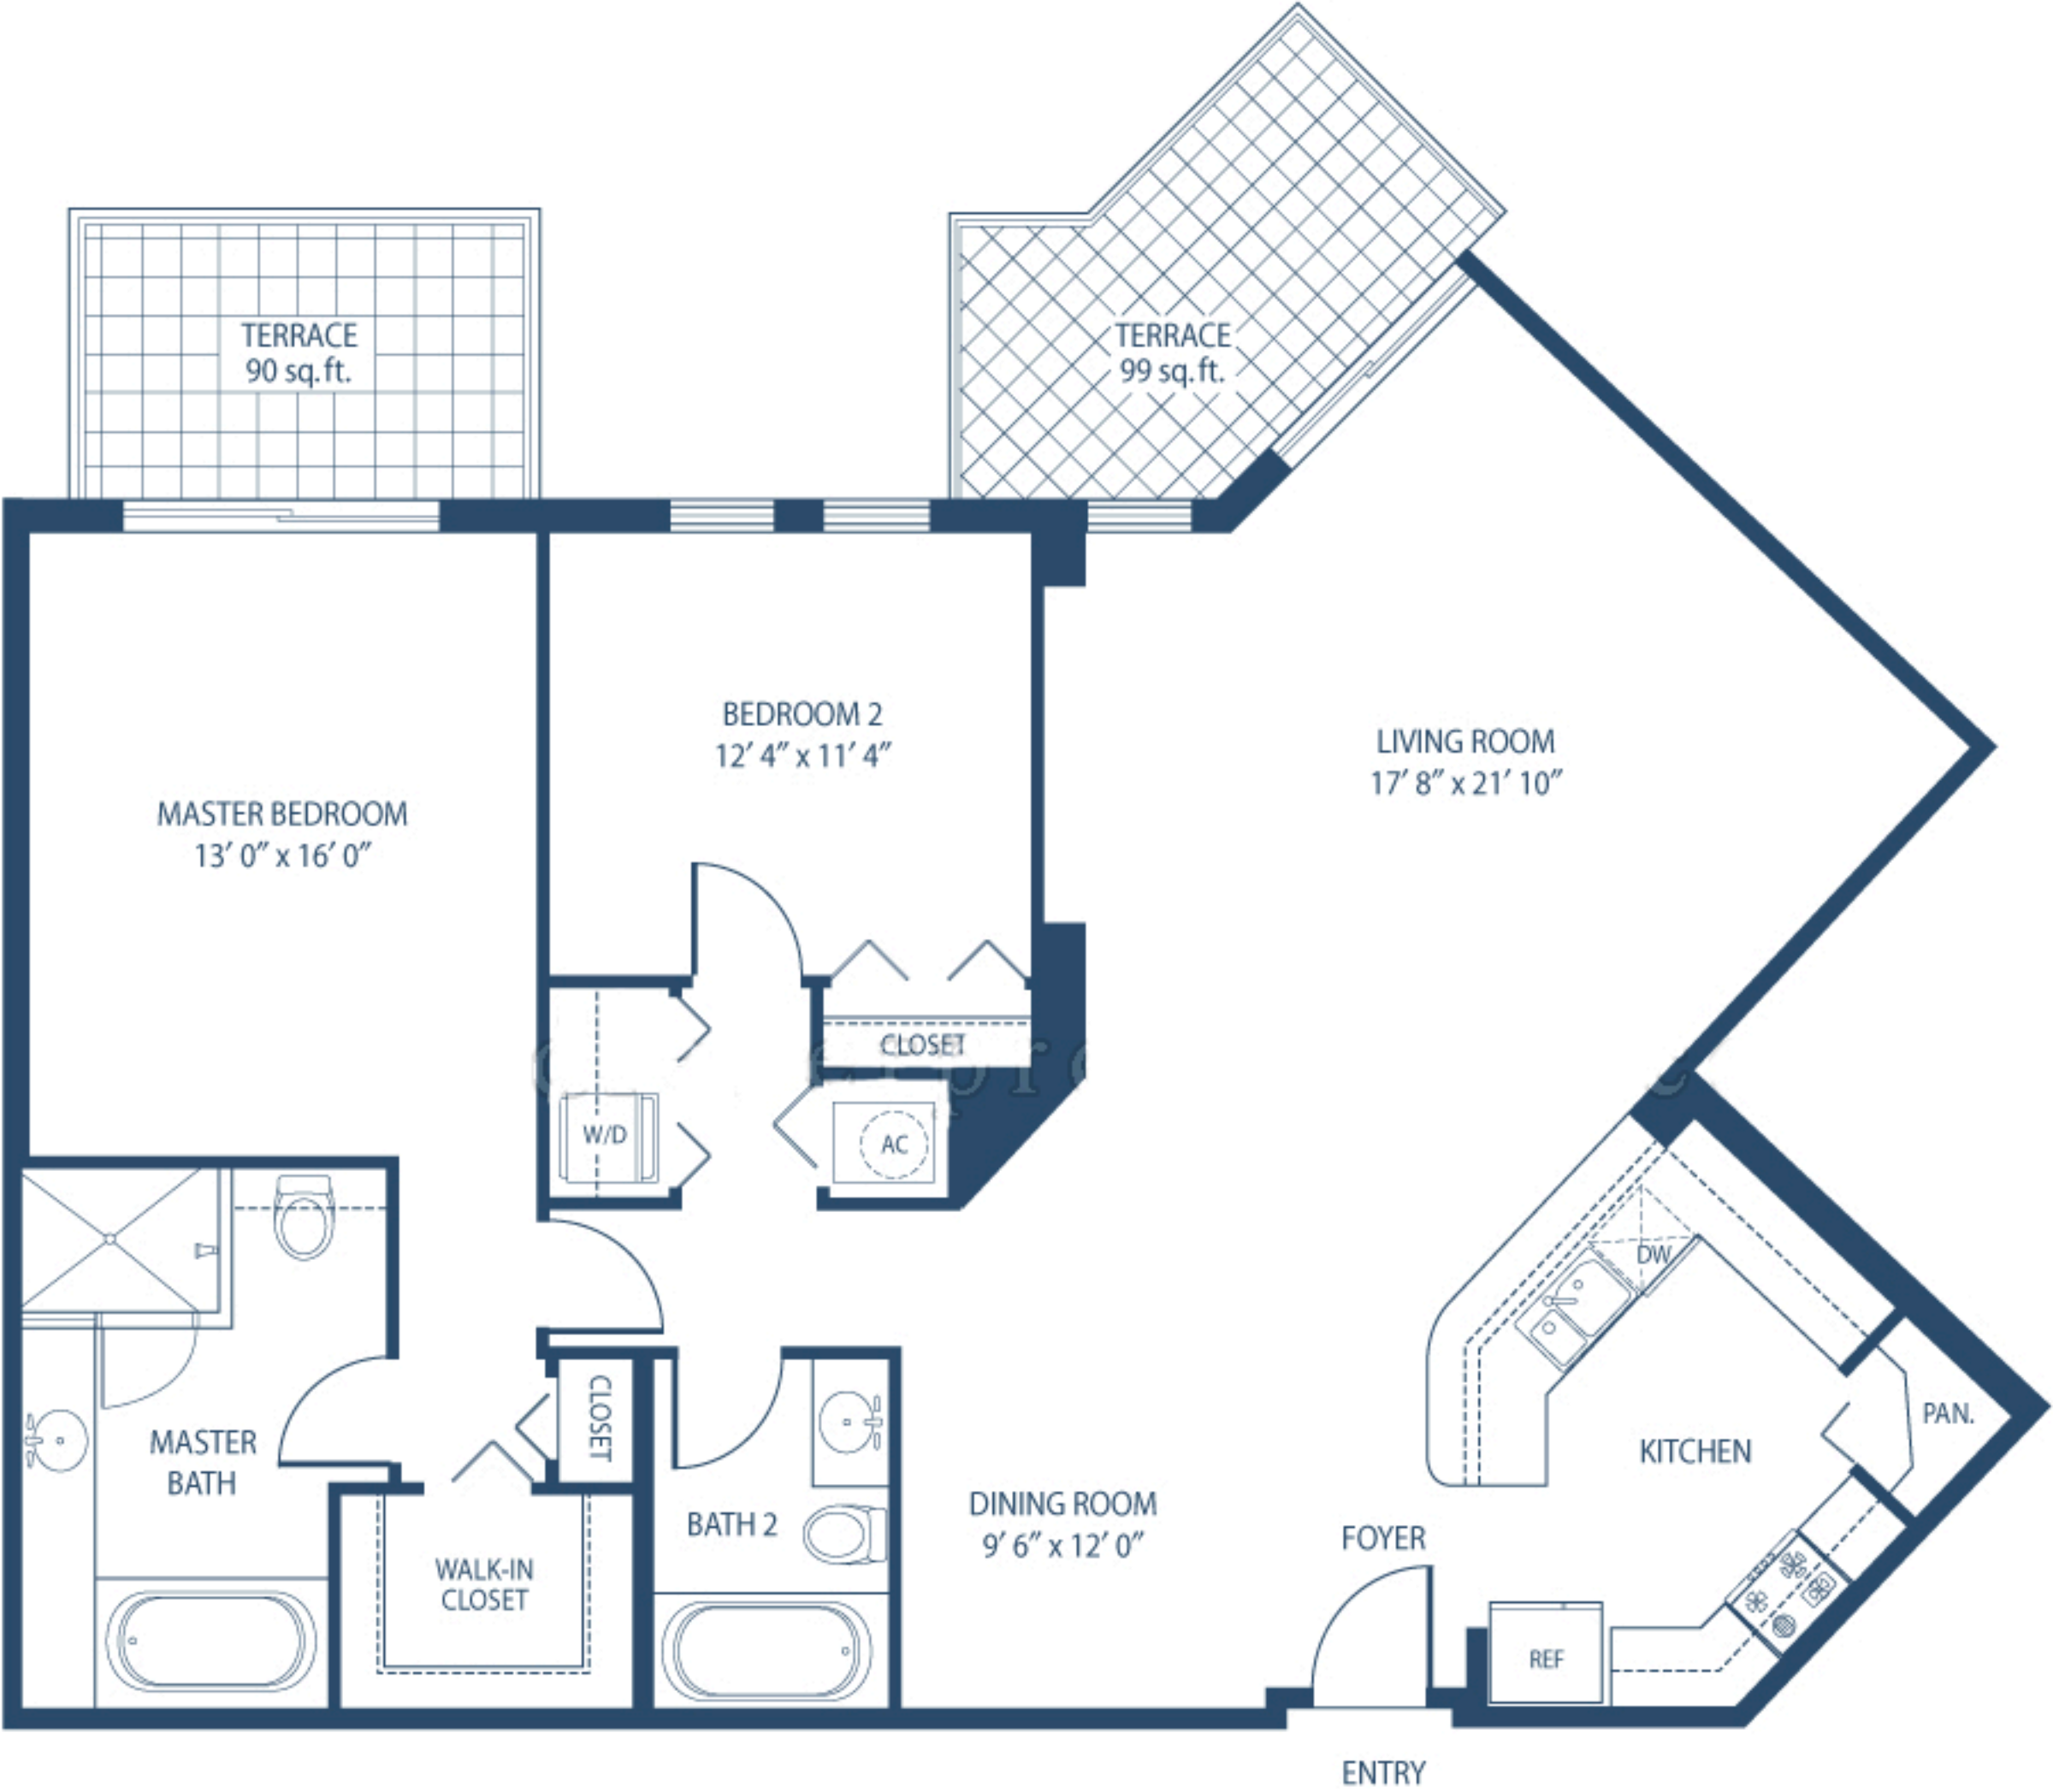 TERRACE
90 sq. ft.
TERRACE
99 sq. ft.
BEDROOM 2
12′ 4″ x 11′ 4″
LIVING ROOM
17′ 8″ x 21′ 10″
MASTER BEDROOM
13′ 0″ x 16′ 0″
CLOSET
W/D
AC
DW
CLOSET
MASTER
BATH
PAN.
KITCHEN
DINING ROOM
9′ 6″ x 12′ 0″
BATH 2
FOYER
WALK-IN
CLOSET
REF
ENTRY